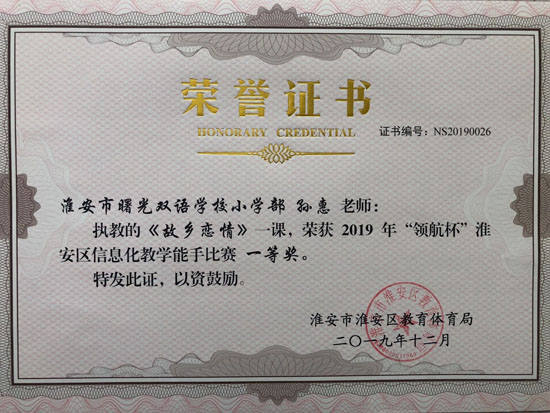 荣誉证书
HONORARY CREDENTIAL
证书编号：NS20190026
淮安市曙光双语学校小学部 孙惠 老师：
执教的《故乡恋情》一课，荣获 2019 年“领航杯”淮
安区信息化教学能手比赛 一等奖。
特发此证，以资鼓励。
淮安市淮安区教育体育局
二〇一九年十二月